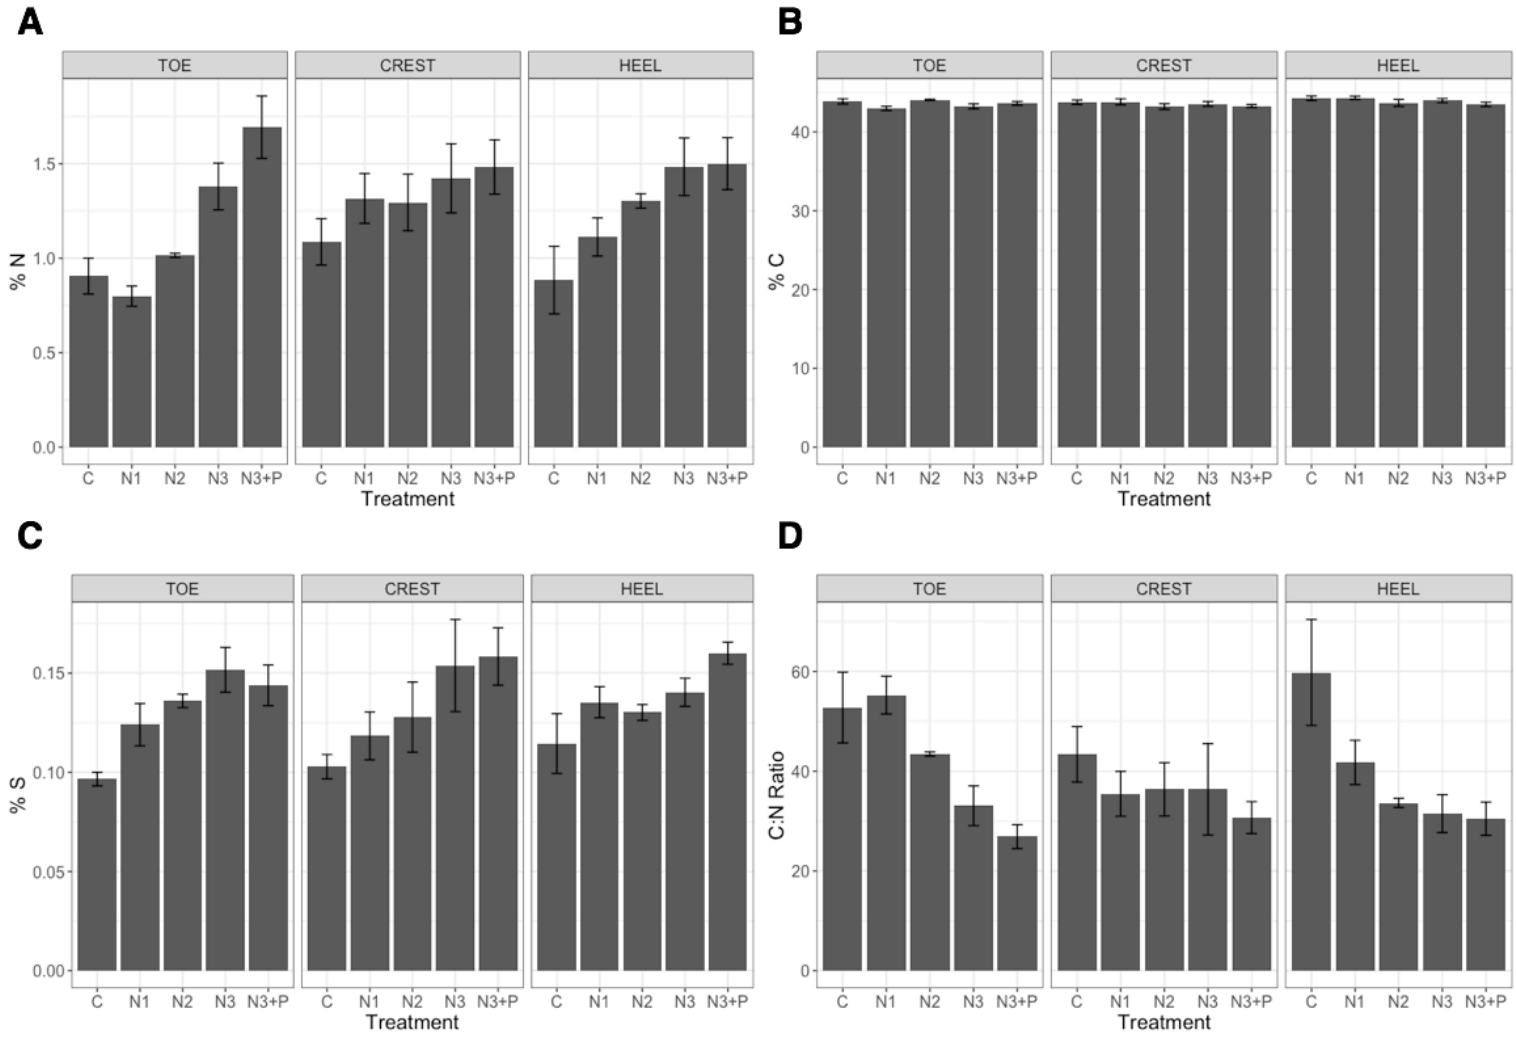 A
TOE CREST HEEL
% N
1.5
1.0
0.5
0.0
C N1 N2 N3 N3+P C N1 N2 N3 N3+P C N1 N2 N3 N3+P
Treatment
B
TOE CREST HEEL
% C
40
30
20
10
0
C N1 N2 N3 N3+P C N1 N2 N3 N3+P C N1 N2 N3 N3+P
Treatment
C
TOE CREST HEEL
% S
0.15
0.10
0.05
0.00
C N1 N2 N3 N3+P C N1 N2 N3 N3+P C N1 N2 N3 N3+P
Treatment
D
TOE CREST HEEL
C:N Ratio
60
40
20
0
C N1 N2 N3 N3+P C N1 N2 N3 N3+P C N1 N2 N3 N3+P
Treatment